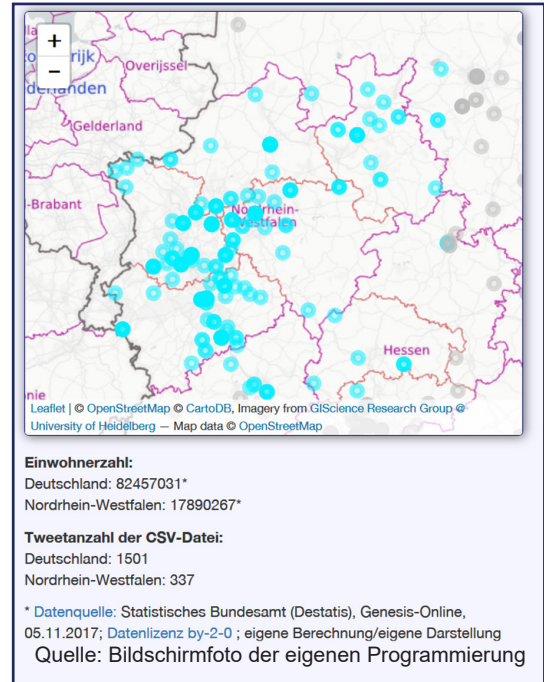 +
−
Overijssel
rijk
derlanden
Gelderland
-Brabant
Nordrhein-
Westfalen
Hessen
nie
Leaflet | © OpenStreetMap © CartoDB, Imagery from GIScience Research Group @
University of Heidelberg — Map data © OpenStreetMap
Einwohnerzahl:
Deutschland: 82457031*
Nordrhein-Westfalen: 17890267*
Tweetanzahl der CSV-Datei:
Deutschland: 1501
Nordrhein-Westfalen: 337
* Datenquelle: Statistisches Bundesamt (Destatis), Genesis-Online,
05.11.2017; Datenlizenz by-2-0 ; eigene Berechnung/eigene Darstellung
Quelle: Bildschirmfoto der eigenen Programmierung